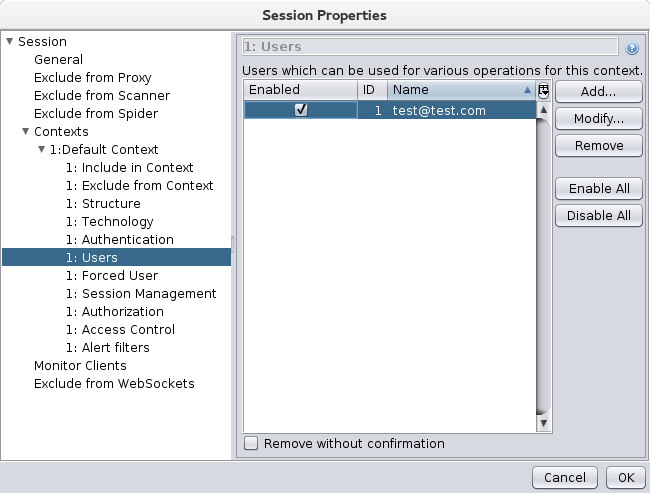 Session Properties
Session
General
Exclude from Proxy
Exclude from Scanner
Exclude from Spider
Contexts
1:Default Context
1: Include in Context
1: Exclude from Context
1: Structure
1: Technology
1: Authentication
1: Users
1: Forced User
1: Session Management
1: Authorization
1: Access Control
1: Alert filters
Monitor Clients
Exclude from WebSockets
1: Users
?
Users which can be used for various operations for this context.
Enabled ID Name
1 test@test.com
Add...
Modify...
Remove
Enable All
Disable All
Remove without confirmation
Cancel OK